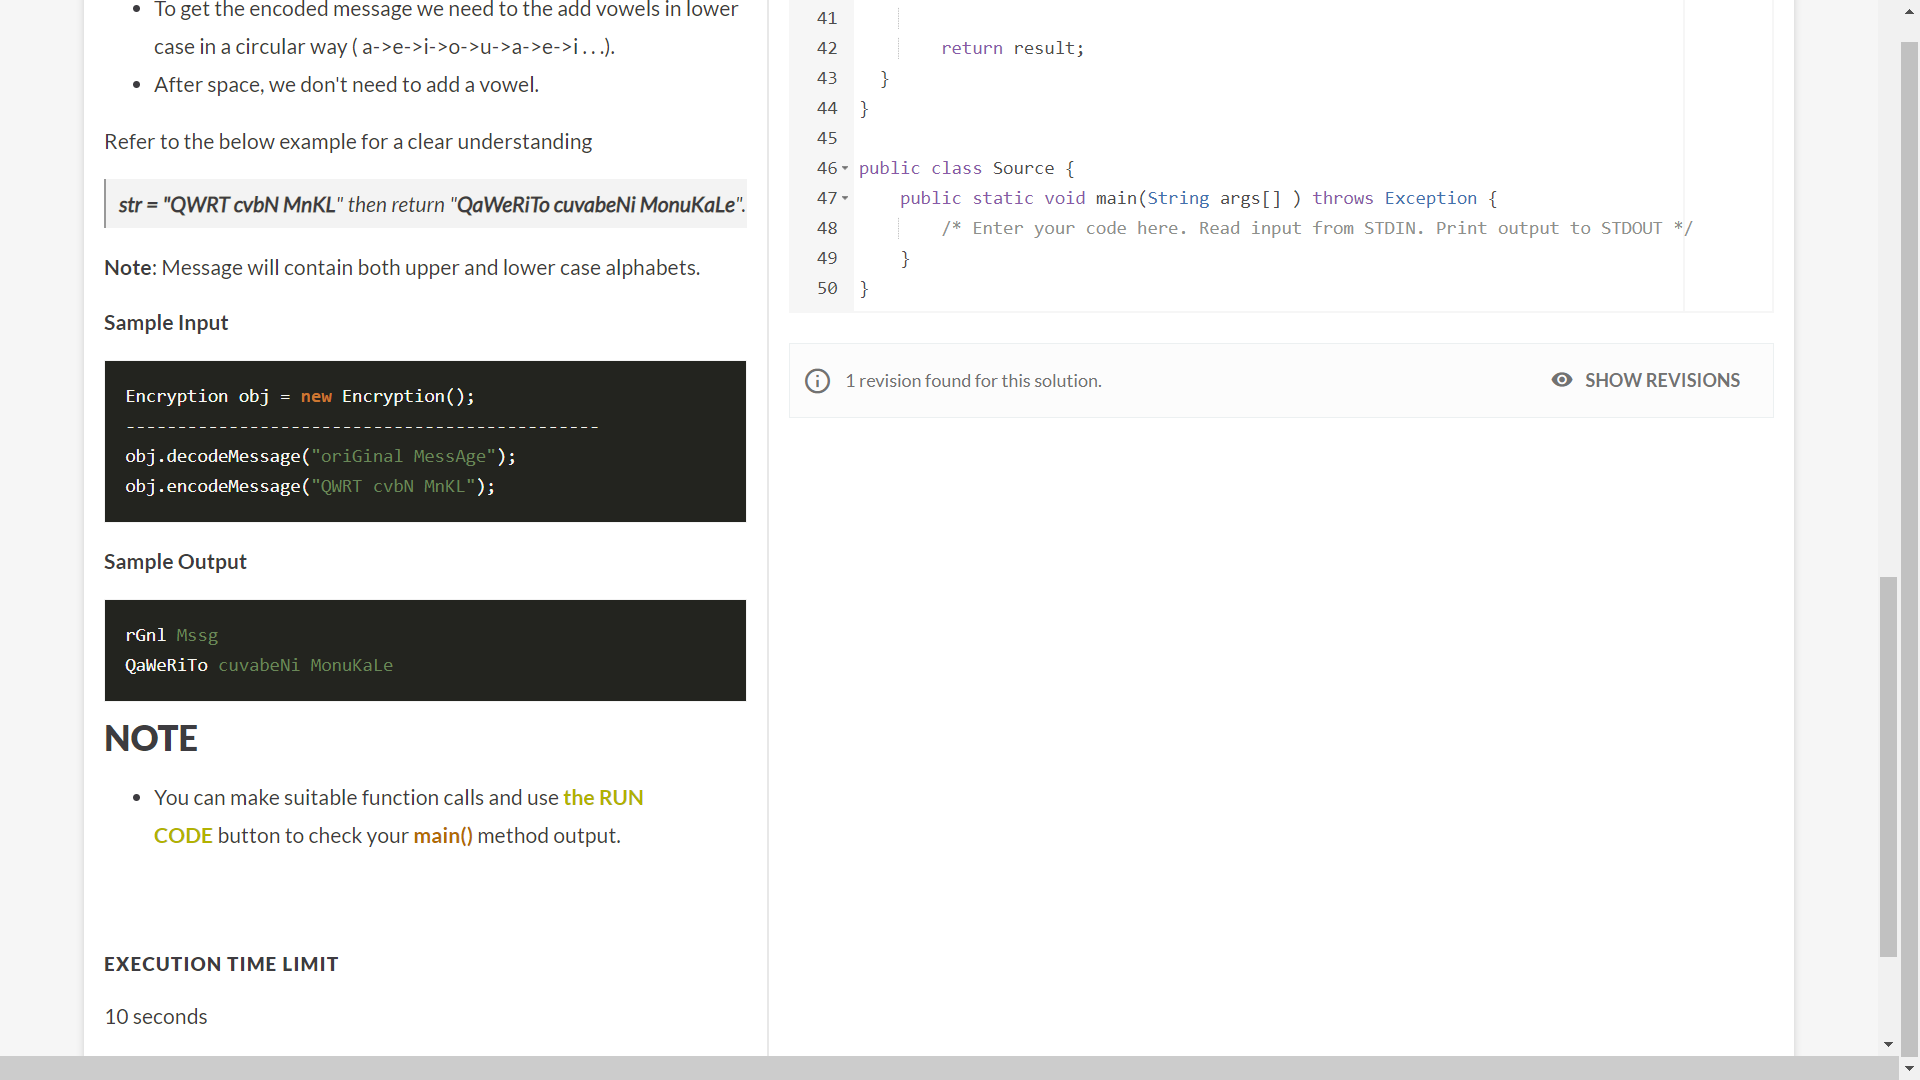 To get the encoded message we need to the add vowels in lower
case in a circular way ( a->e->i->o->u->a->e->i . . .).
After space, we don't need to add a vowel.
Refer to the below example for a clear understanding
str = "QWRT cvbN MnKL" then return "QaWeRiTo cuvabeNi MonuKaLe".
Note: Message will contain both upper and lower case alphabets.
Sample Input
Encryption obj = new Encryption();
----------------------------------------------
obj.decodeMessage("oriGinal MessAge");
obj.encodeMessage("QWRT cvbN MnKL");
Sample Output
rGnl Mssg
QaWeRiTo cuvabeNi MonuKaLe
NOTE
You can make suitable function calls and use the RUN
CODE button to check your main() method output.
EXECUTION TIME LIMIT
10 seconds
41
42 return result;
43 }
44 }
45
46 public class Source {
47 public static void main(String args[] ) throws Exception {
48 /* Enter your code here. Read input from STDIN. Print output to STDOUT */
49 }
50 }
1 revision found for this solution.
SHOW REVISIONS